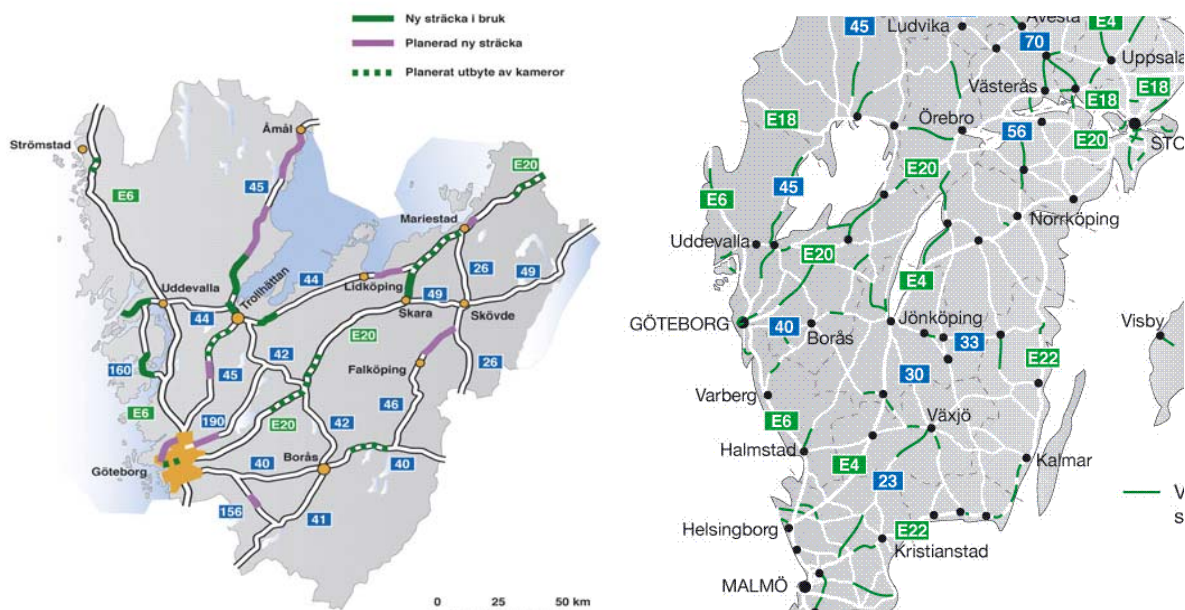 Ny sträcka i bruk
Planerad ny sträcka
Planerat utbyte av kameror
Åmål
Strömstad
E20
E6
45
Mariestad
26
49
44
Lidköping
Uddevalla
Trollhättan
49
Skara
Skövde
44
E20
42
160
45
Falköping
26
E6
190
E20
42
46
Göteborg
40
Borås
40
156
41
0 25 50 km
45
Ludvika
Avesta
E4
70
Uppsala
Västerås
E18
E18
E18
Örebro
56
E20
STO
E20
45
E6
Norrköping
Uddevalla
E20
E4
GÖTEBORG
40
Borås
Jönköping
33
Visby
E22
30
Varberg
E6
Växjö
Halmstad
E4
Kalmar
23
V
s
Helsingborg
E22
Kristianstad
MALMÖ